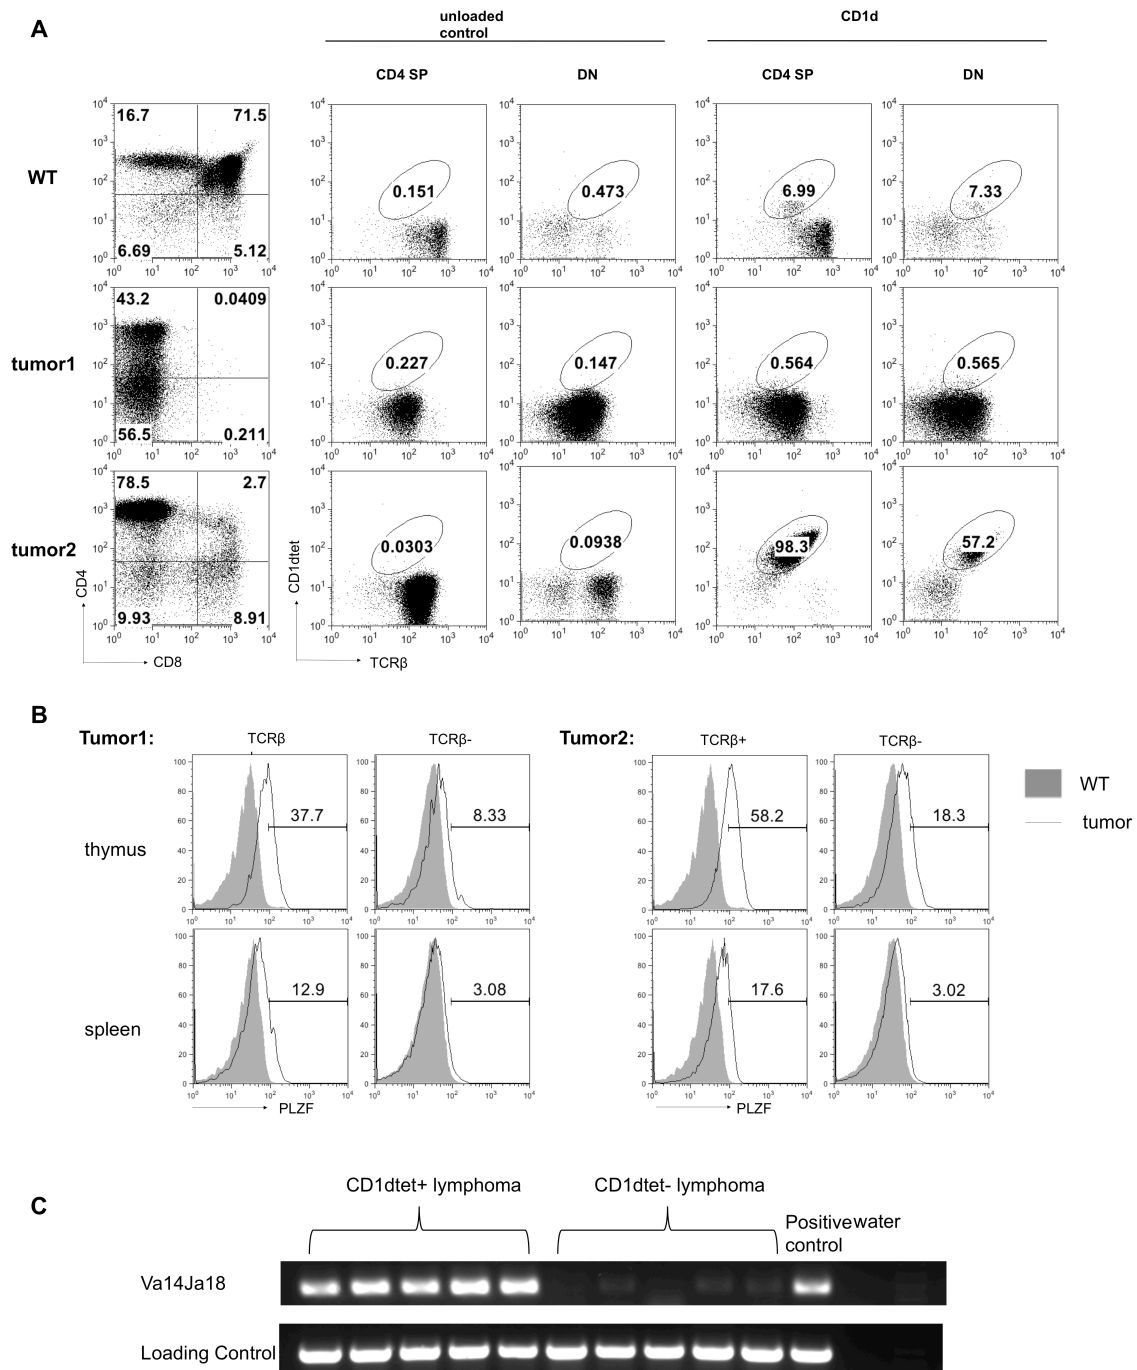 A
unloaded
control
CD1d
CD4 SP
DN
CD4 SP
DN
WT
16.7
71.5
6.69
5.12
0.151
0.473
6.99
7.33
tumor1
43.2
0.0409
56.5
0.211
0.227
0.147
0.564
0.565
tumor2
78.5
2.7
9.93
8.91
0.0303
0.0938
98.3
57.2
CD4
CD8
CD1dtet
TCRβ
B
Tumor1:
TCRβ
TCRβ-
Tumor2:
TCRβ+
TCRβ-
WT
tumor
thymus
37.7
8.33
58.2
18.3
spleen
12.9
3.08
17.6
3.02
PLZF
PLZF
C
CD1dtet+ lymphoma
CD1dtet- lymphoma
Positive water
control
Va14Ja18
Loading Control